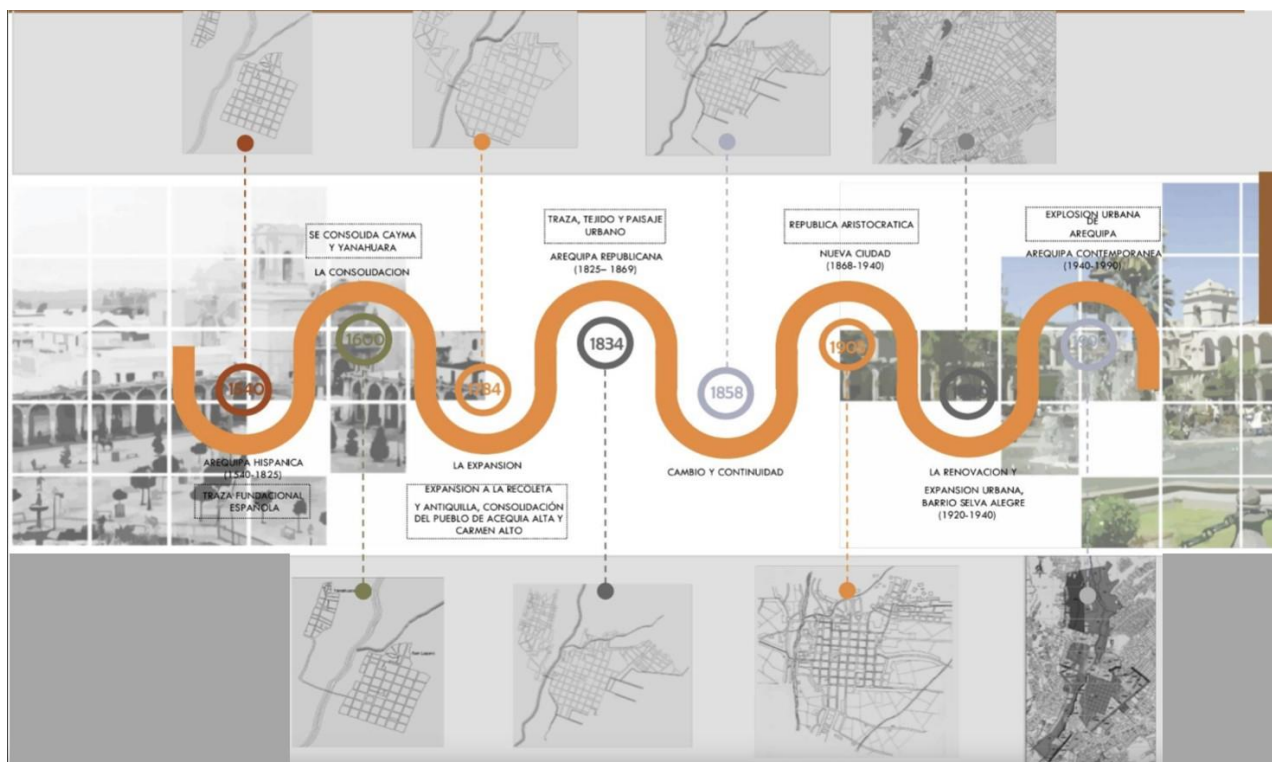 SE CONSOLIDA CAYMA
Y YANAHUARA
LA CONSOLIDACION
TRAZA, TEJIDO Y PAISAJE
URBANO
AREQUIPA REPUBLICANA
(1825– 1869)
REPUBLICA ARISTOCRATICA
NUEVA CIUDAD
(1868-1940)
EXPLOSION URBANA
DE
AREQUIPA
AREQUIPA CONTEMPORANEA
(1940-1990)
1600
1834
1540
1858
AREQUIPA HISPANICA
(1540-1825)
TRAZA FUNDACIONAL
ESPAÑOLA
LA EXPANSION
EXPANSION A LA RECOLETA
Y ANTIQUILLA, CONSOLIDACIÓN
DEL PUEBLO DE ACEQUIA ALTA Y
CARMEN ALTO
CAMBIO Y CONTINUIDAD
LA RENOVACION Y
EXPANSION URBANA,
BARRIO SELVA ALEGRE
(1920-1940)